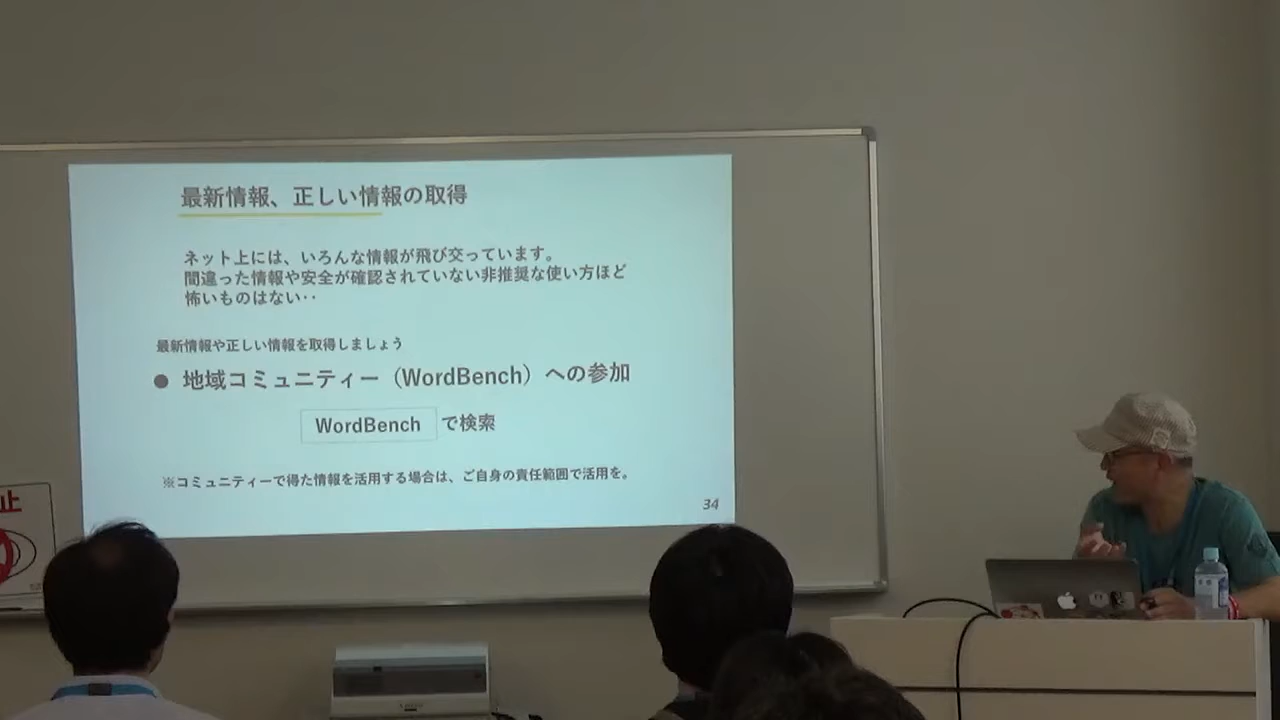 最新情報、正しい情報の取得
ネット上には、いろんな情報が飛び交っています。
間違った情報や安全が確認されていない非推奨な使い方ほど
怖いものはない‥
最新情報や正しい情報を取得しましょう
● 地域コミュニティー（WordBench）への参加
WordBench で検索
※コミュニティーで得た情報を活用する場合は、ご自身の責任範囲で活用を。
34
止